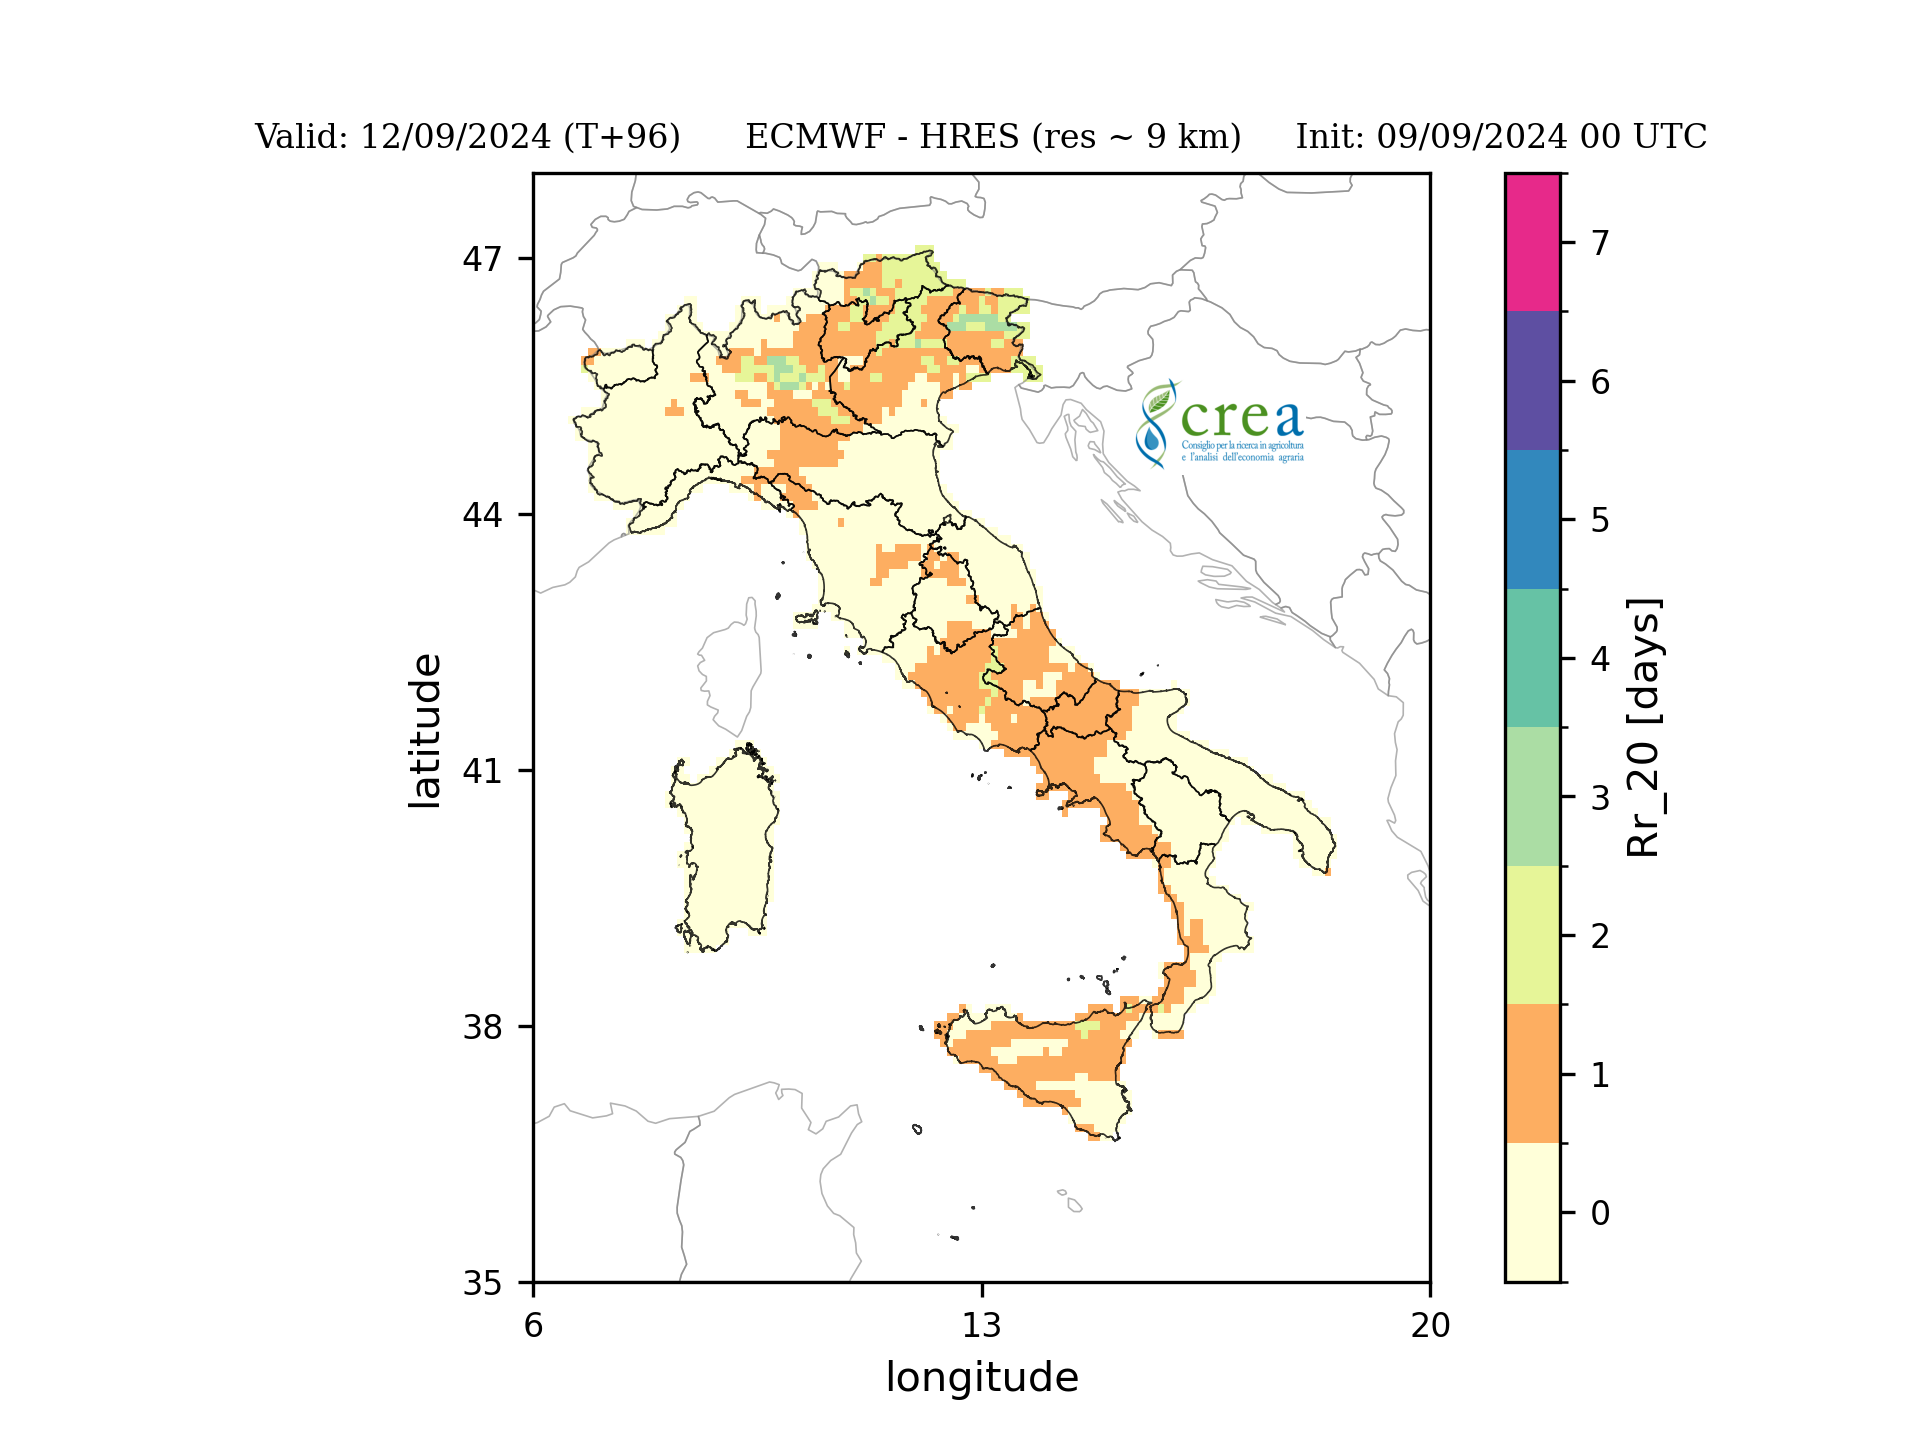 Valid: 12/09/2024 (T+96) ECMWF - HRES (res ~ 9 km) Init: 09/09/2024 00 UTC
47
44
41
38
35
6 13 20
longitude
latitude
crea
Consiglio per la ricerca in agricoltura
e l'analisi dell'economia agraria
7
6
5
4
3
2
1
0
Rr_20 [days]